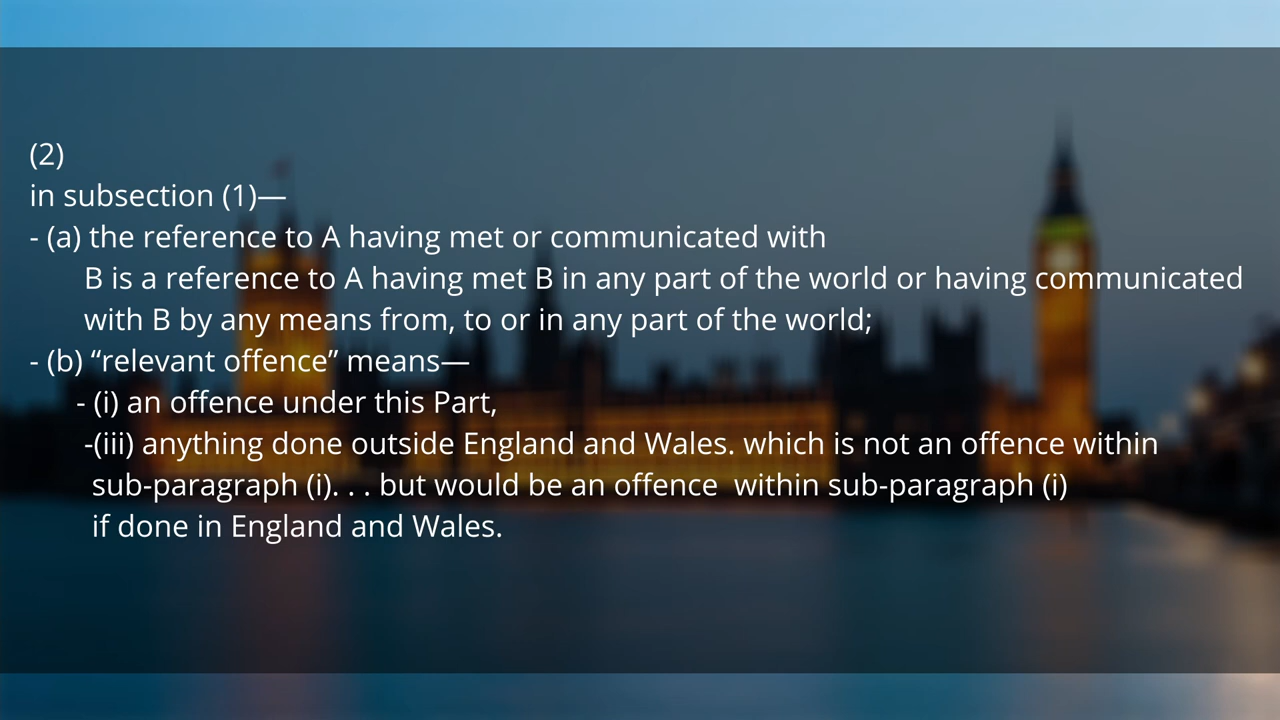 (2)
in subsection (1)—
- (a) the reference to A having met or communicated with
B is a reference to A having met B in any part of the world or having communicated
with B by any means from, to or in any part of the world;
- (b) “relevant offence” means—
- (i) an offence under this Part,
-(iii) anything done outside England and Wales. which is not an offence within
sub-paragraph (i). . . but would be an offence  within sub-paragraph (i)
if done in England and Wales.